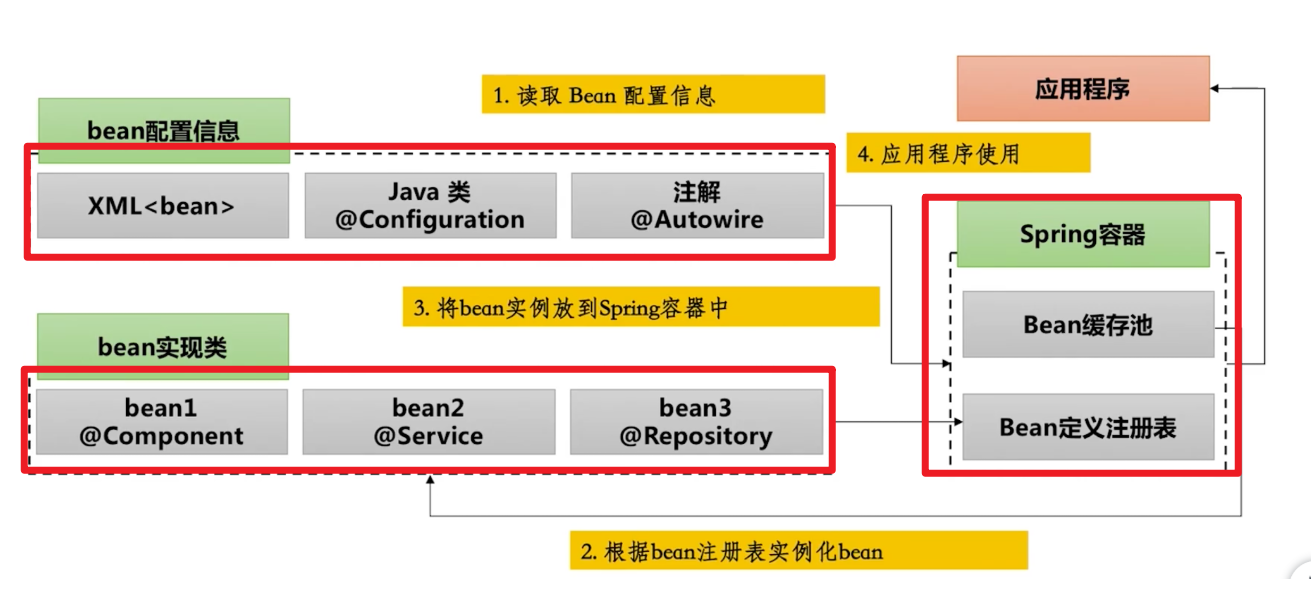 1. 读取 Bean 配置信息
应用程序
bean配置信息
4. 应用程序使用
XML<bean>
Java 类
@Configuration
注解
@Autowire
Spring容器
3. 将bean实例放到Spring容器中
Bean缓存池
bean实现类
bean1
@Component
bean2
@Service
bean3
@Repository
Bean定义注册表
2. 根据bean注册表实例化bean